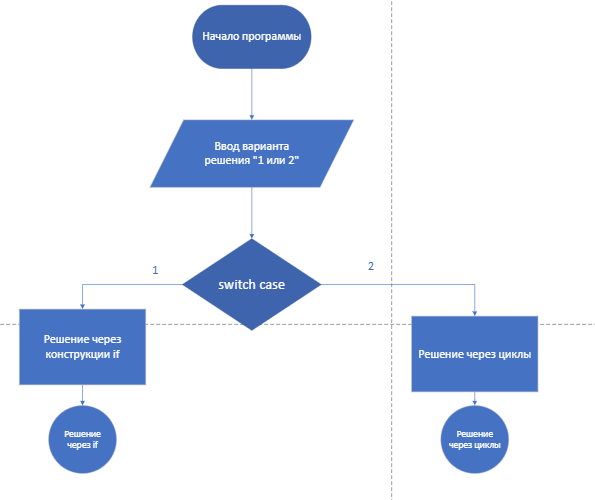 Начало программы
Ввод варианта
решения "1 или 2"
1
2
switch case
Решение через
конструкции if
Решение через циклы
Решение
через if
Решение
через циклы